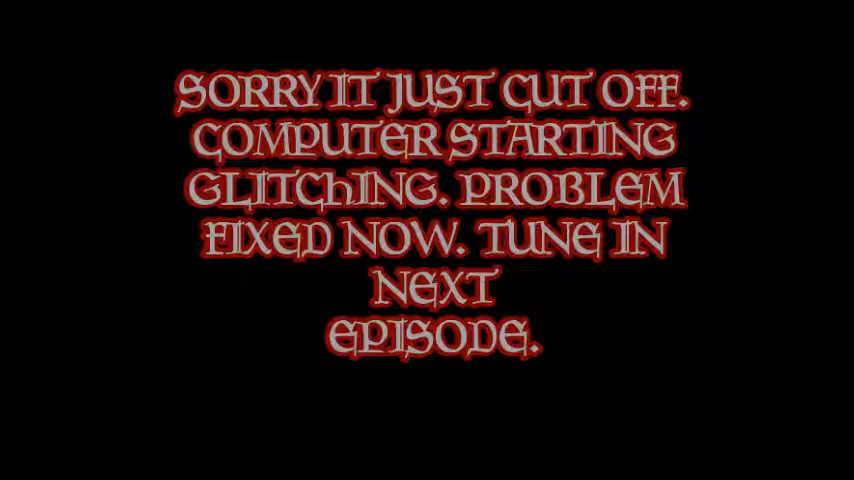 SORRY IT JUST CUT OFF.
COMPUTER STARTING
GLITChING. PROBLEM
FIXED NOW. TUNE IN
NEXT
EPISODE.